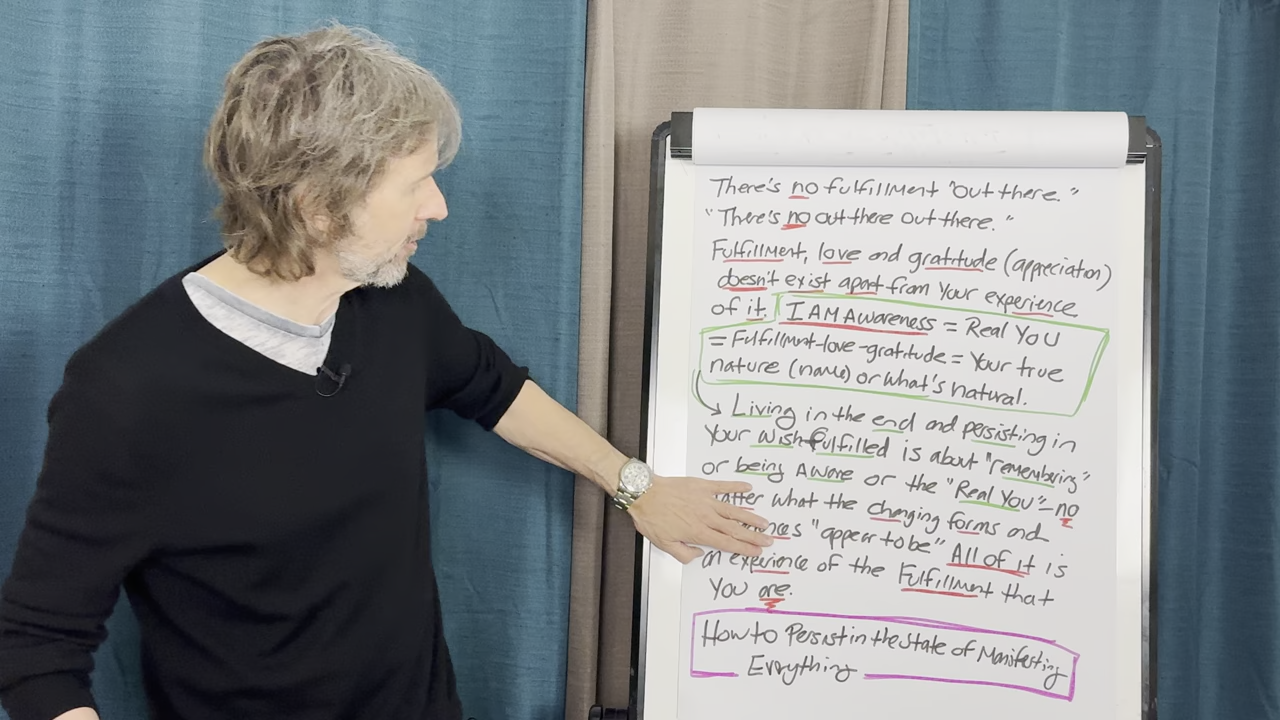 There's no fulfillment "out there."
"There's no out there out there."
Fulfillment, love and gratitude (appreciation)
doesn't exist apart from your experience
of it. I AM Awareness = Real You
= Fulfillment-love-gratitude = Your true
nature (name) or what's natural.
→ Living in the end and persisting in
your wish fulfilled is about "remembering"
or being Aware or the "Real You" - no
what the changing forms and
"appear to be" All of it is
an experience of the Fulfillment that
You are.
How to Persist in the State of Manifesting
Everything